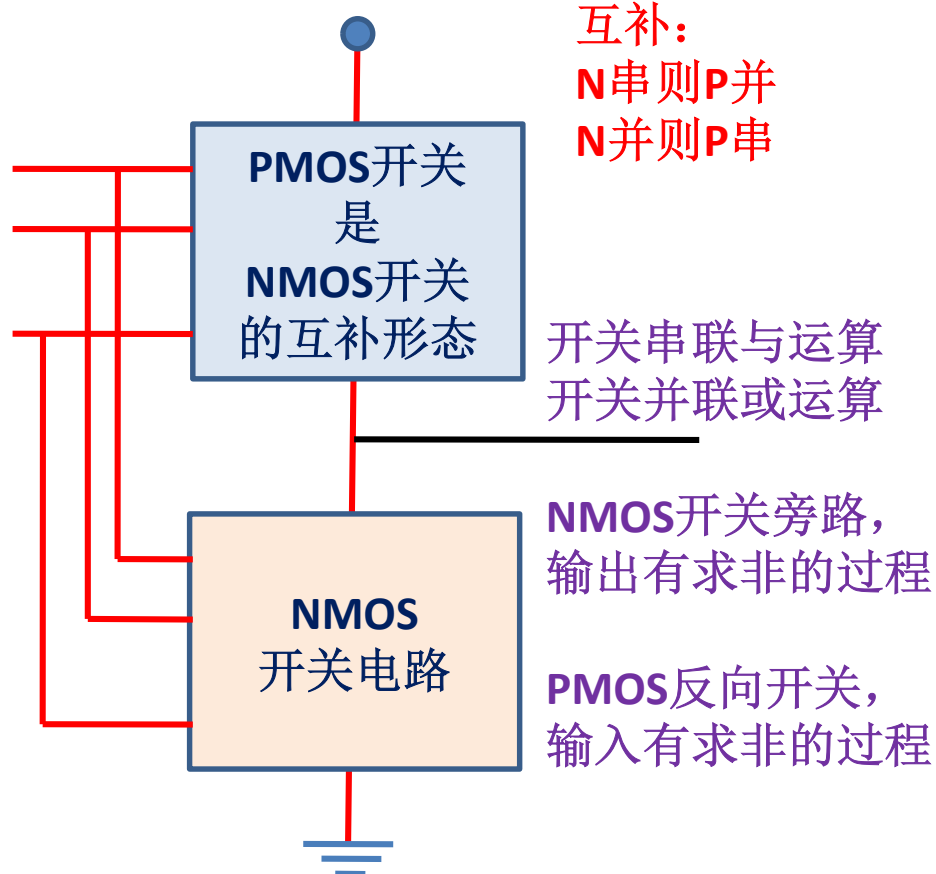 互补：
N串则P并
N并则P串
PMOS开关
是
NMOS开关
的互补形态
开关串联与运算
开关并联或运算
NMOS开关旁路，
输出有求非的过程
NMOS
开关电路
PMOS反向开关，
输入有求非的过程